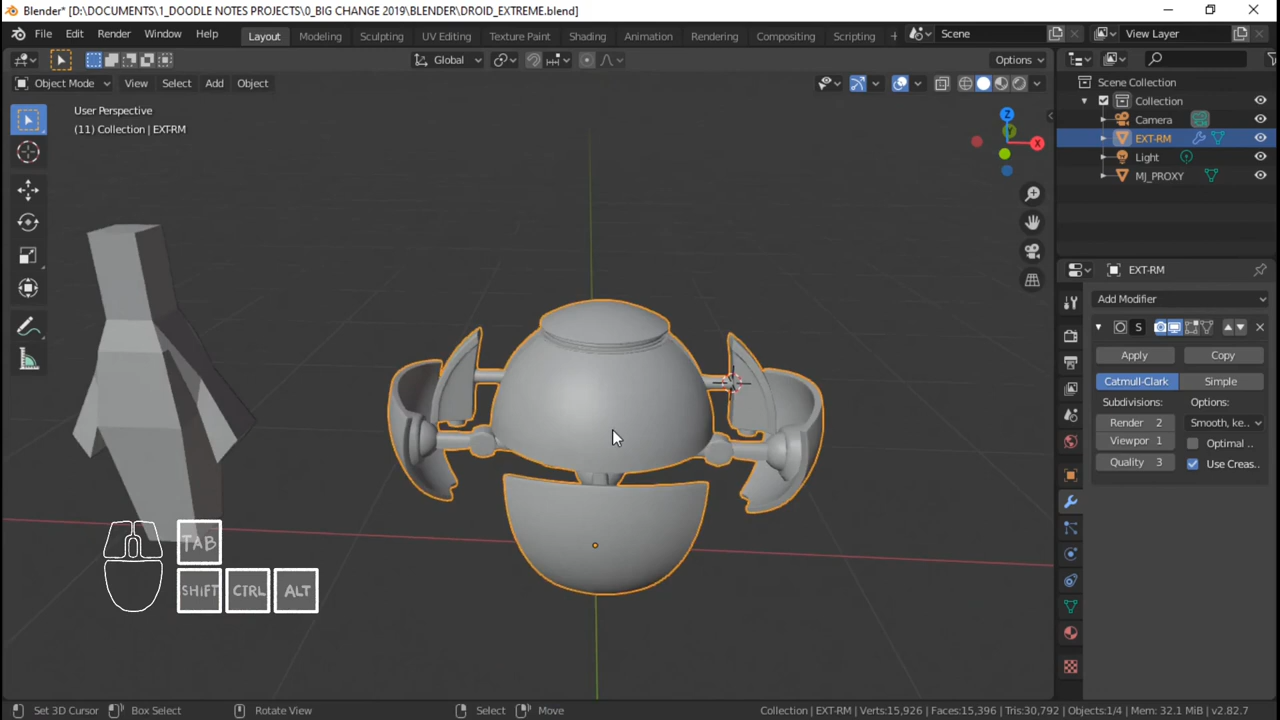 Blender* [D:\DOCUMENTS\1_DOODLE NOTES PROJECTS\0_BIG CHANGE 2019\BLENDER\DROID_EXTREME.blend]
File Edit Render Window Help Layout Modeling Sculpting UV Editing Texture Paint Shading Animation Rendering Compositing Scripting + Scene View Layer
Global Options
Object Mode View Select Add Object
Scene Collection
User Perspective
(11) Collection | EXT-RM
Collection
Camera
EXT-RM
Light
MJ_PROXY
Z
X
EXT-RM
Add Modifier
S
Apply Copy
Catmull-Clark Simple
Subdivisions: Options:
Render 2 Smooth, ke..
Viewpor 1 Optimal ..
Quality 3 Use Creas..
TAB
SHIFT CTRL ALT
Set 3D Cursor Box Select Rotate View Select Move Collection | EXT-RM | Verts:15,926 | Faces:15,396 | Tris:30,792 | Objects:1/4 | Mem: 32.1 MiB | v2.82.7